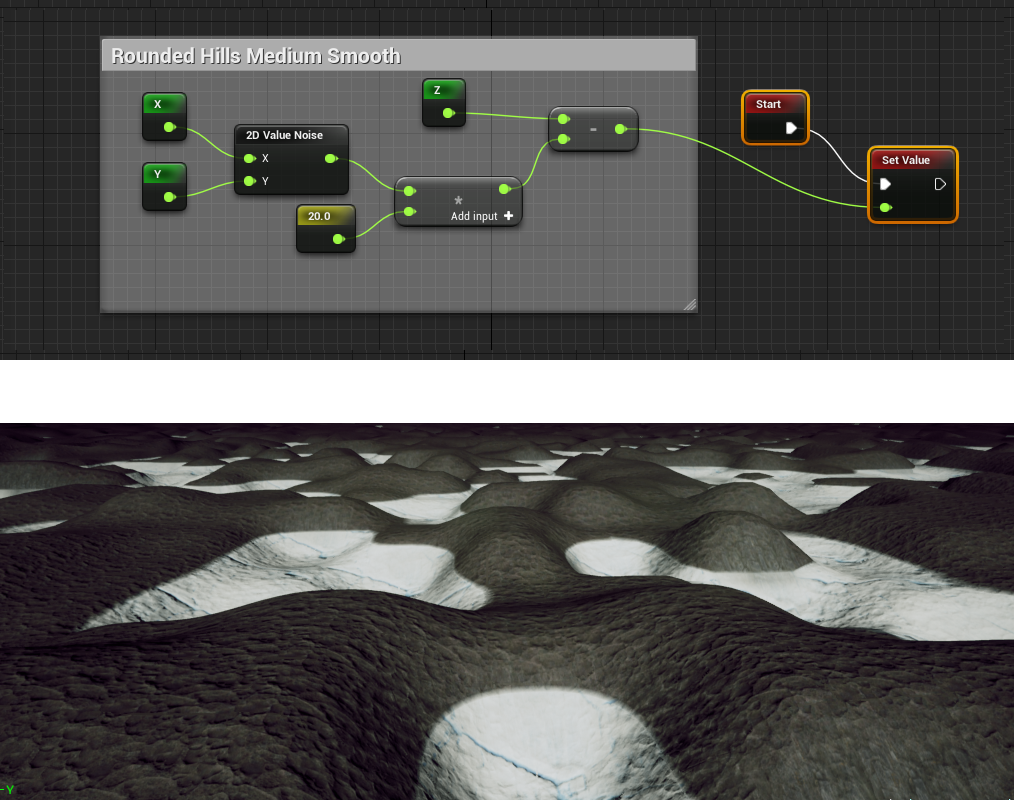 Rounded Hills Medium Smooth
X
Y
2D Value Noise
X
Y
20.0
Z
*
Add input +
-
Start
Set Value
Y